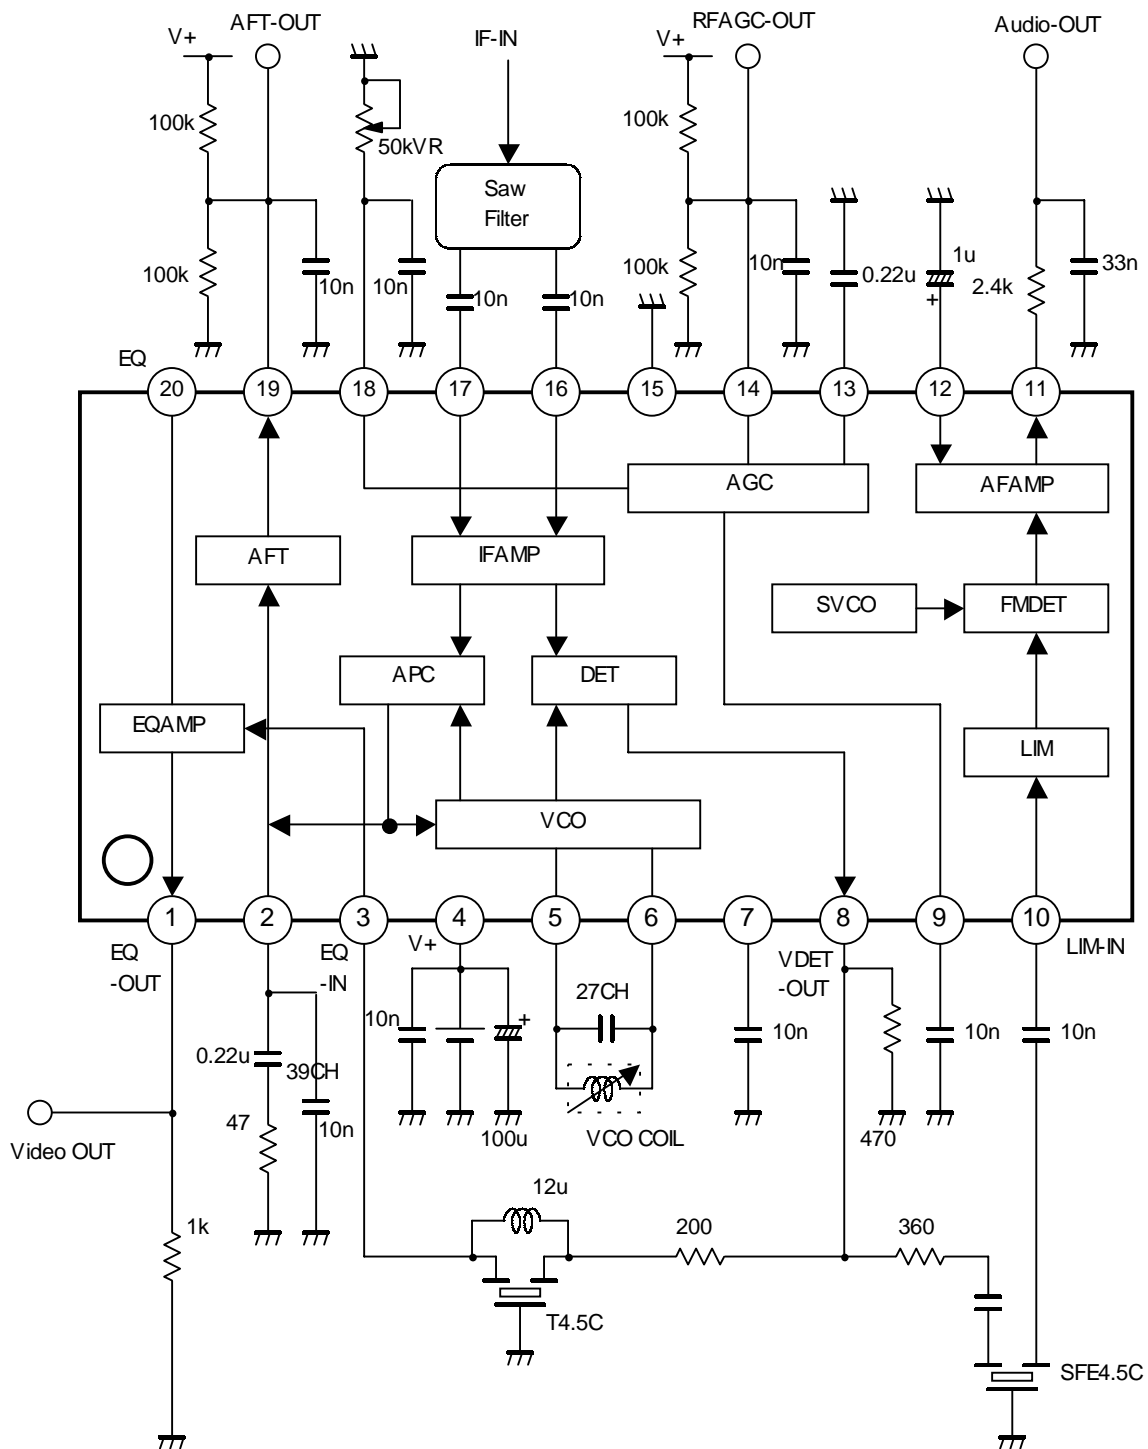 AFT-OUT
V+
IF-IN
RFAGC-OUT
V+
Audio-OUT
100k
50kVR
100k
Saw
Filter
100k
10n
10n
10n
10n
100k
10n
0.22u
1u
+
2.4k
33n
EQ
20
19
18
17
16
15
14
13
12
11
AGC
AFAMP
AFT
IFAMP
SVCO
FMDET
APC
DET
EQAMP
LIM
VCO
1
2
3
4
5
6
7
8
9
10
EQ
-OUT
EQ
-IN
V+
VDET
-OUT
LIM-IN
27CH
10n
+
10n
10n
10n
0.22u
39CH
47
10n
100u
VCO COIL
470
Video OUT
12u
1k
200
360
T4.5C
SFE4.5C